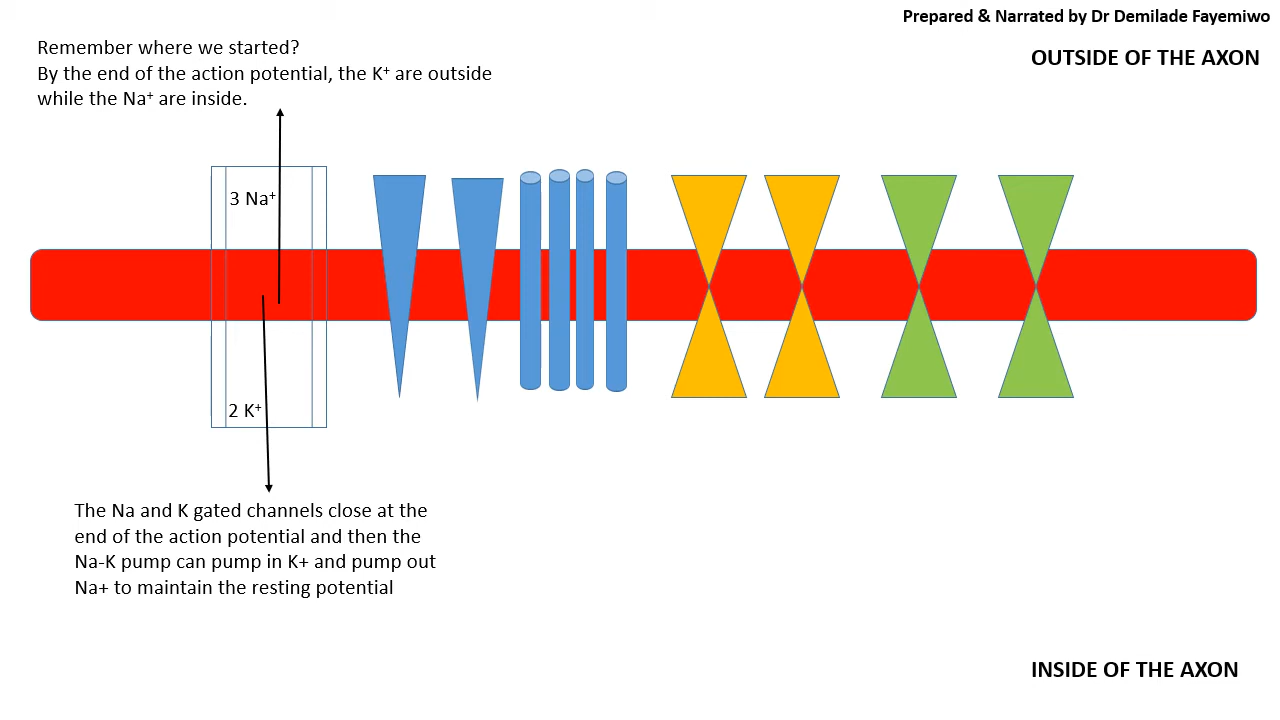 Prepared & Narrated by Dr Demilade Fayemiwo
Remember where we started?
By the end of the action potential, the K⁺ are outside
while the Na⁺ are inside.
OUTSIDE OF THE AXON
3 Na⁺
2 K⁺
The Na and K gated channels close at the
end of the action potential and then the
Na-K pump can pump in K+ and pump out
Na+ to maintain the resting potential
INSIDE OF THE AXON